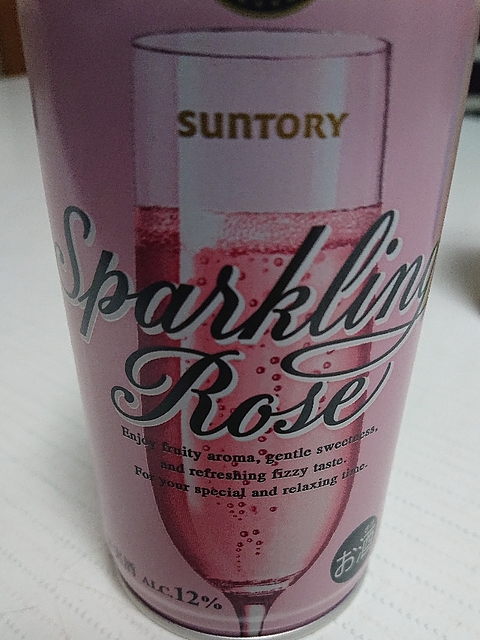 SUNTORY
Sparkling
Rose
Enjoy fruity aroma, gentle sweetness,
and refreshing fizzy taste.
For your special and relaxing time.
お酒
ALC.12%